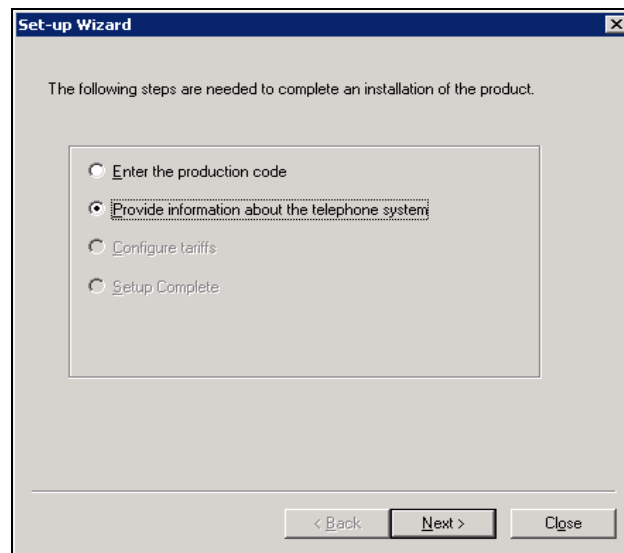 Set-up Wizard
The following steps are needed to complete an installation of the product.
Enter the production code
Provide information about the telephone system
Configure tariffs
Setup Complete
< Back Next > Close